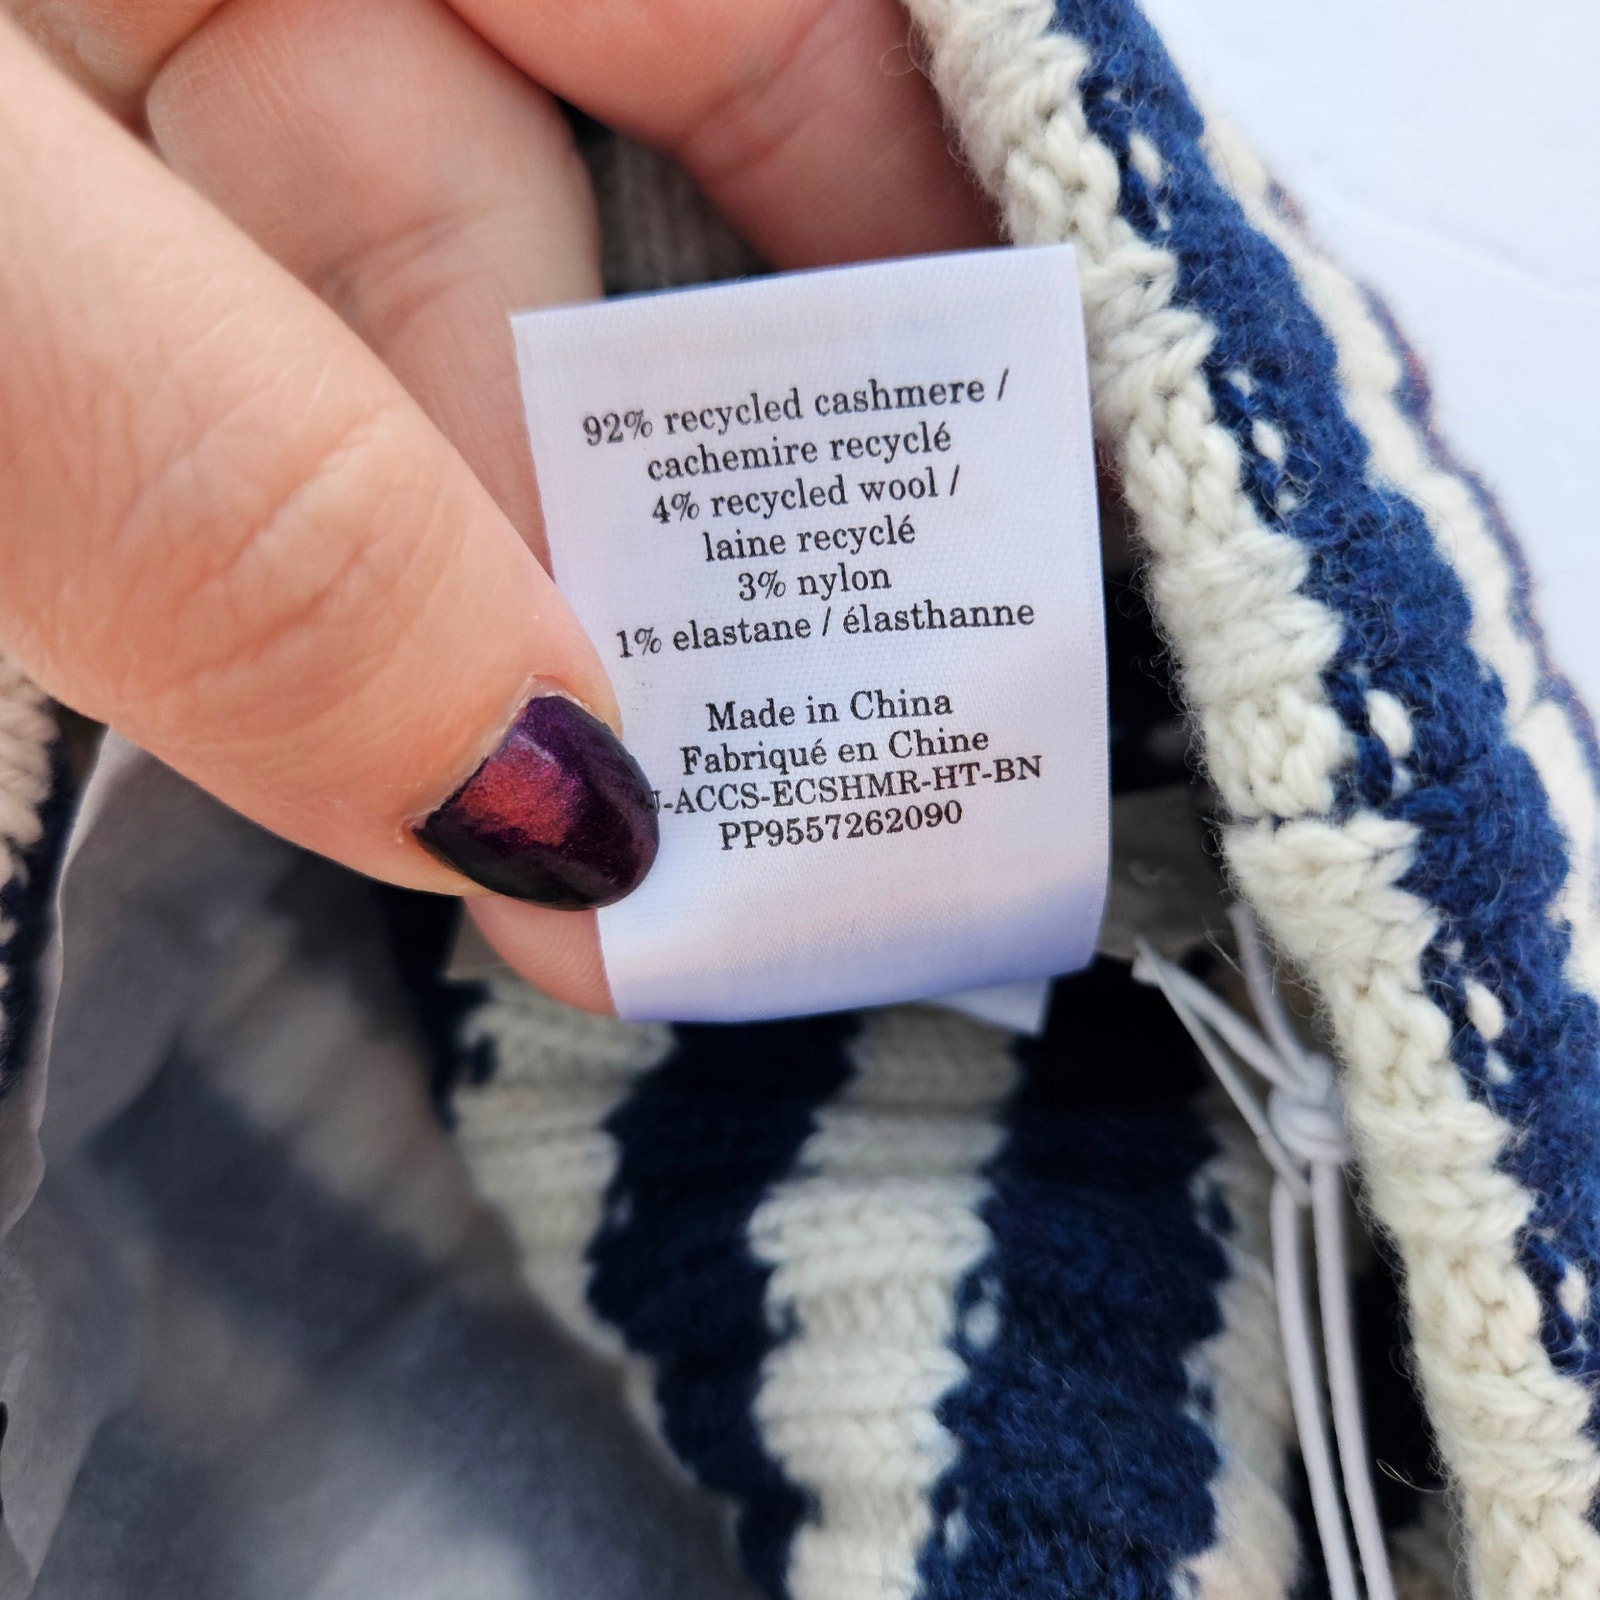 92% recycled cashmere /
cachemire recyclé
4% recycled wool /
laine recyclé
3% nylon
1% elastane / élasthanne
Made in China
Fabriqué en Chine
-ACCS-ECSHMR-HT-BN
PP9557262090